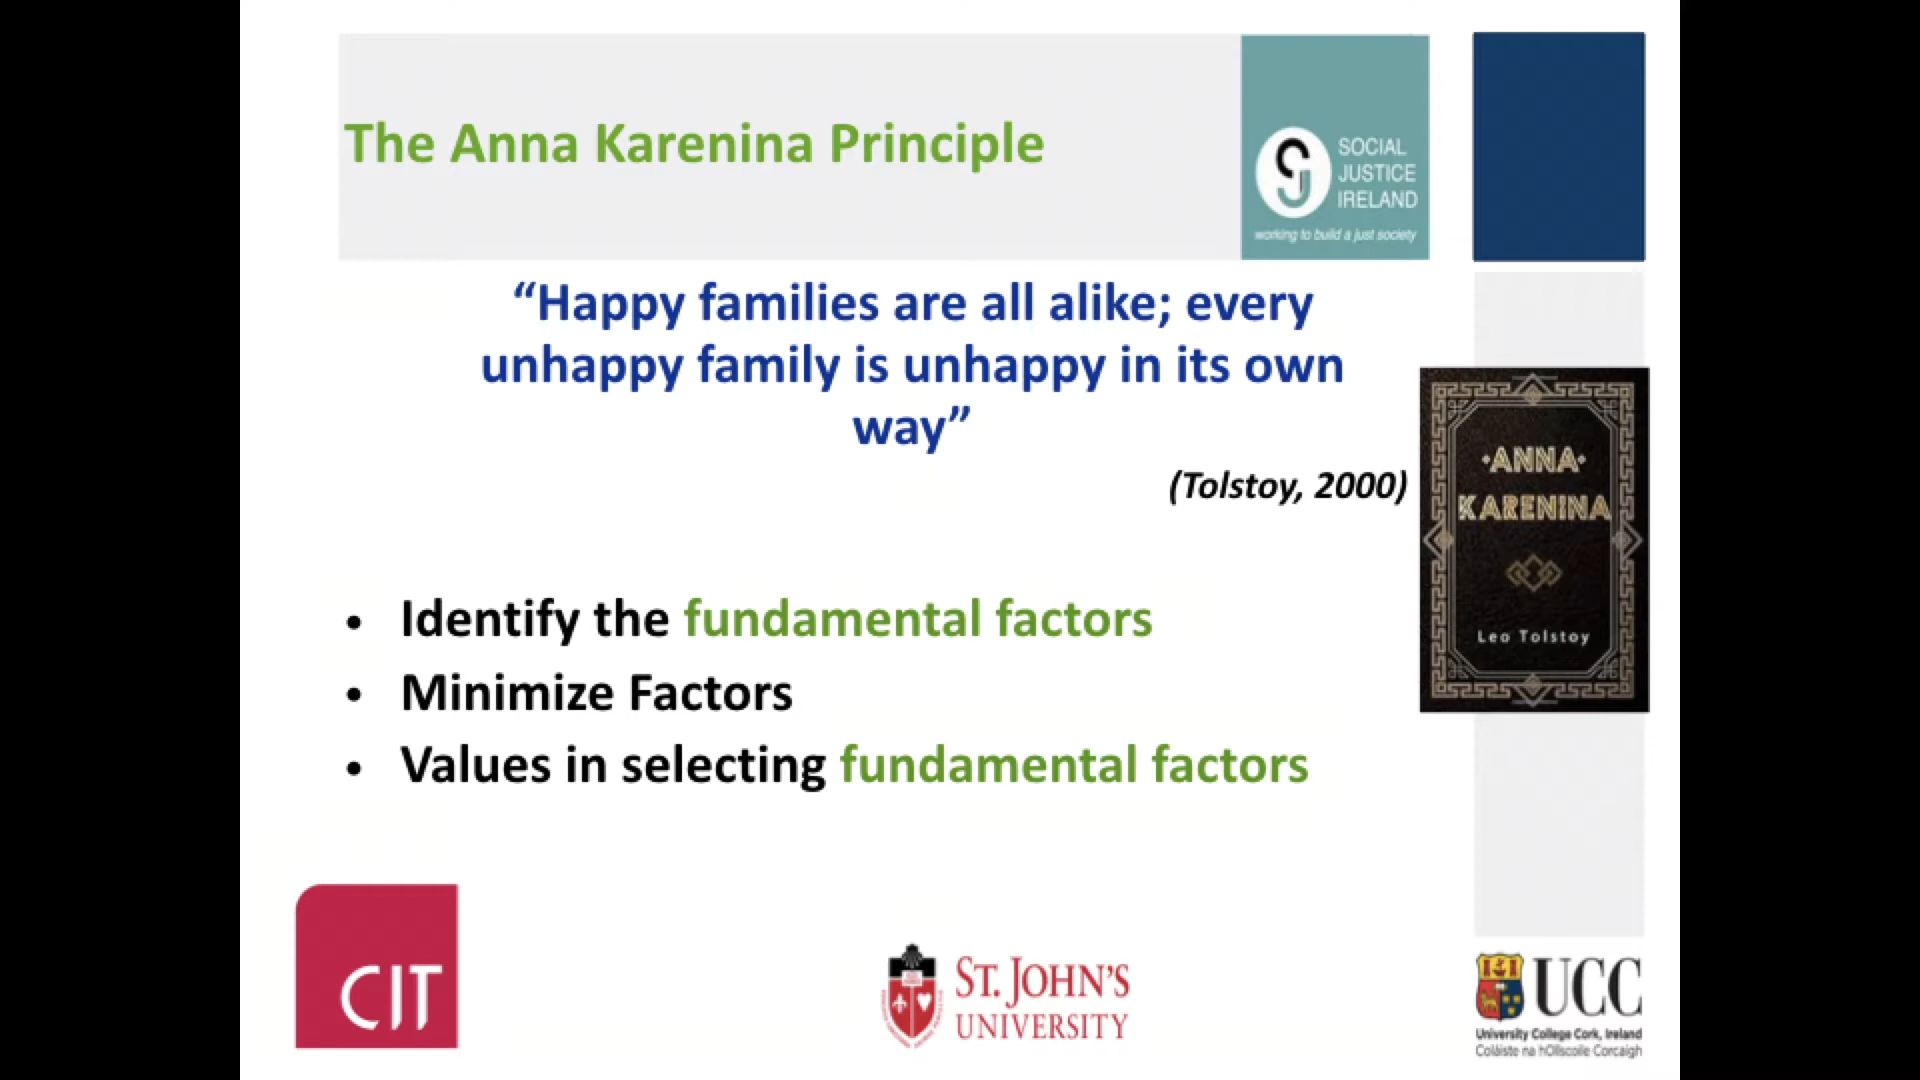 The Anna Karenina Principle
SOCIAL
JUSTICE
IRELAND
working to build a just society
“Happy families are all alike; every
unhappy family is unhappy in its own
way”
(Tolstoy, 2000)
•ANNA•
KARENINA
Leo Tolstoy
• Identify the fundamental factors
• Minimize Factors
• Values in selecting fundamental factors
CIT
ST. JOHN’S
UNIVERSITY
UCC
University College Cork, Ireland
Coláiste na hOllscoile Corcaigh